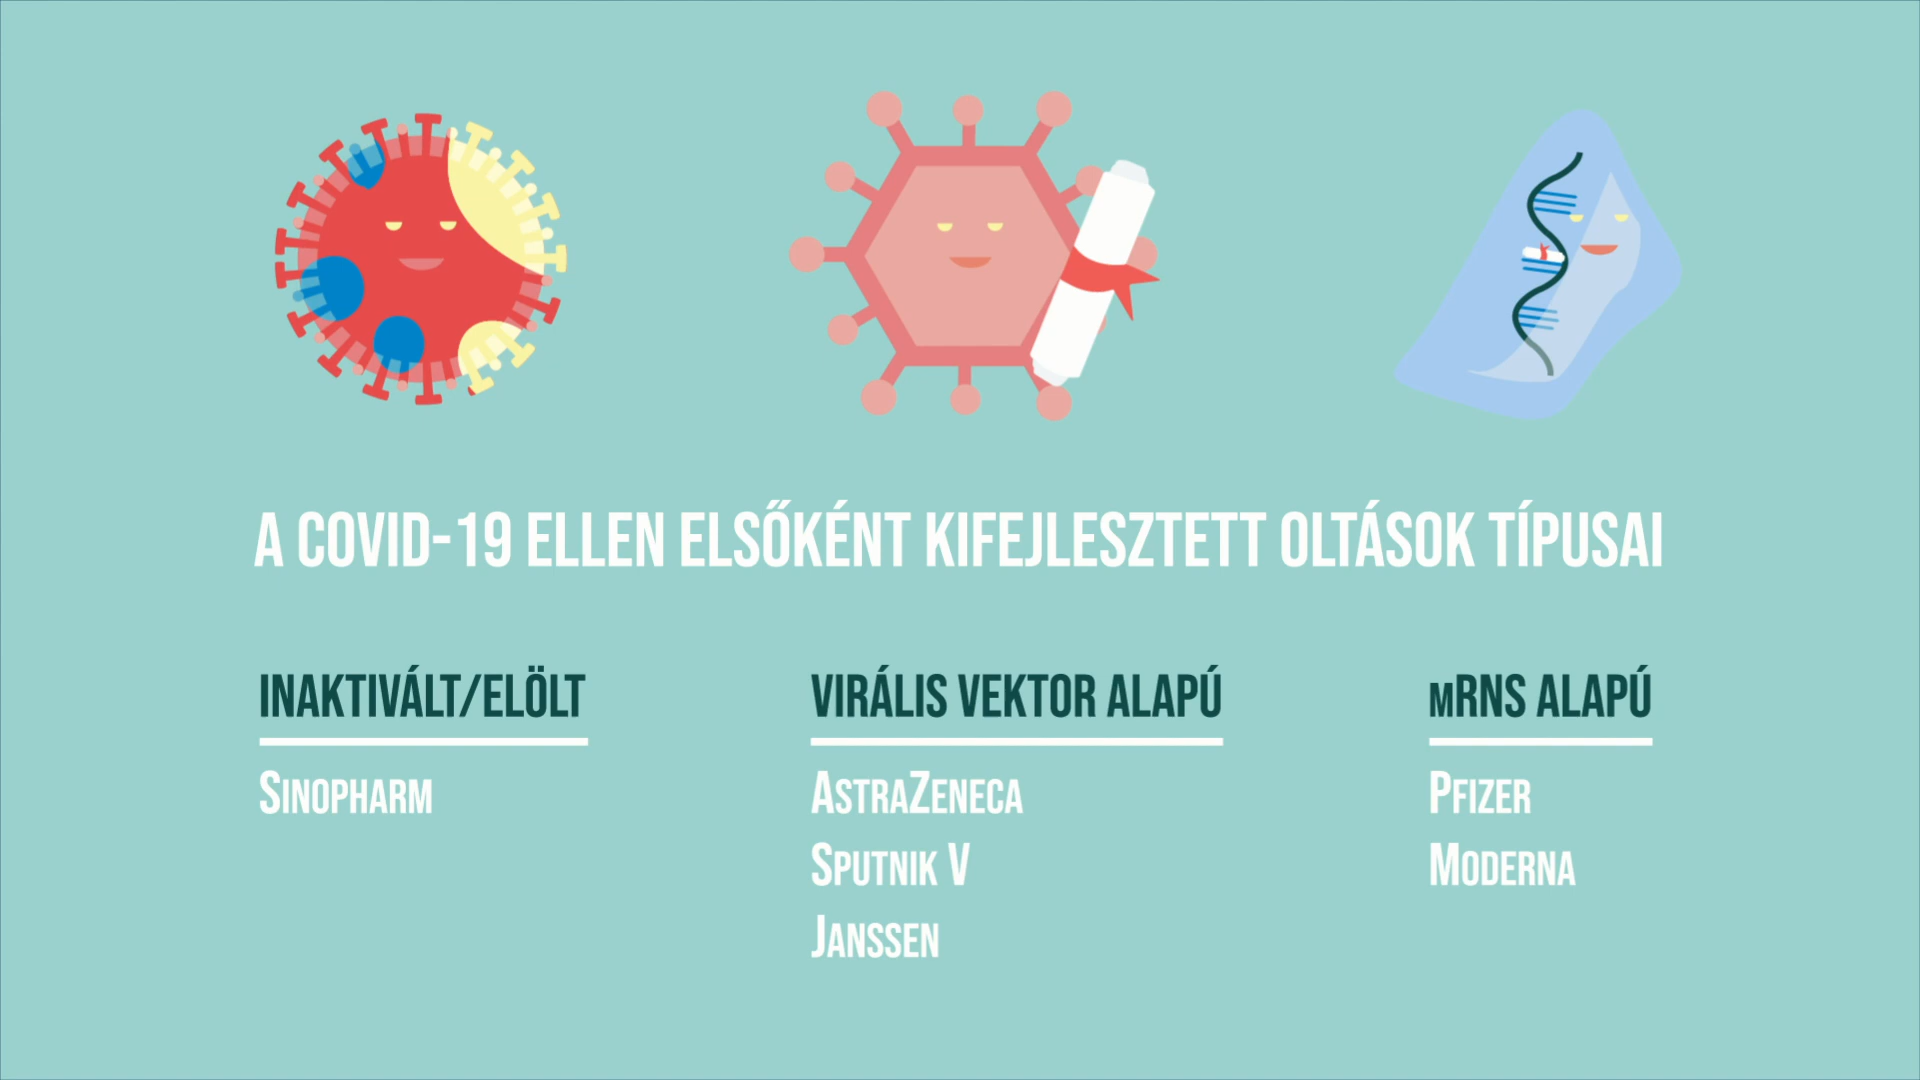 A COVID-19 ELLEN ELSŐKÉNT KIFEJLESZTETT OLTÁSOK TÍPUSAI
INAKTIVÁLT/ELÖLT
SINOPHARM
VIRÁLIS VEKTOR ALAPÚ
ASTRAZENECA
SPUTNIK V
JANSSEN
MRNS ALAPÚ
PFIZER
MODERNA